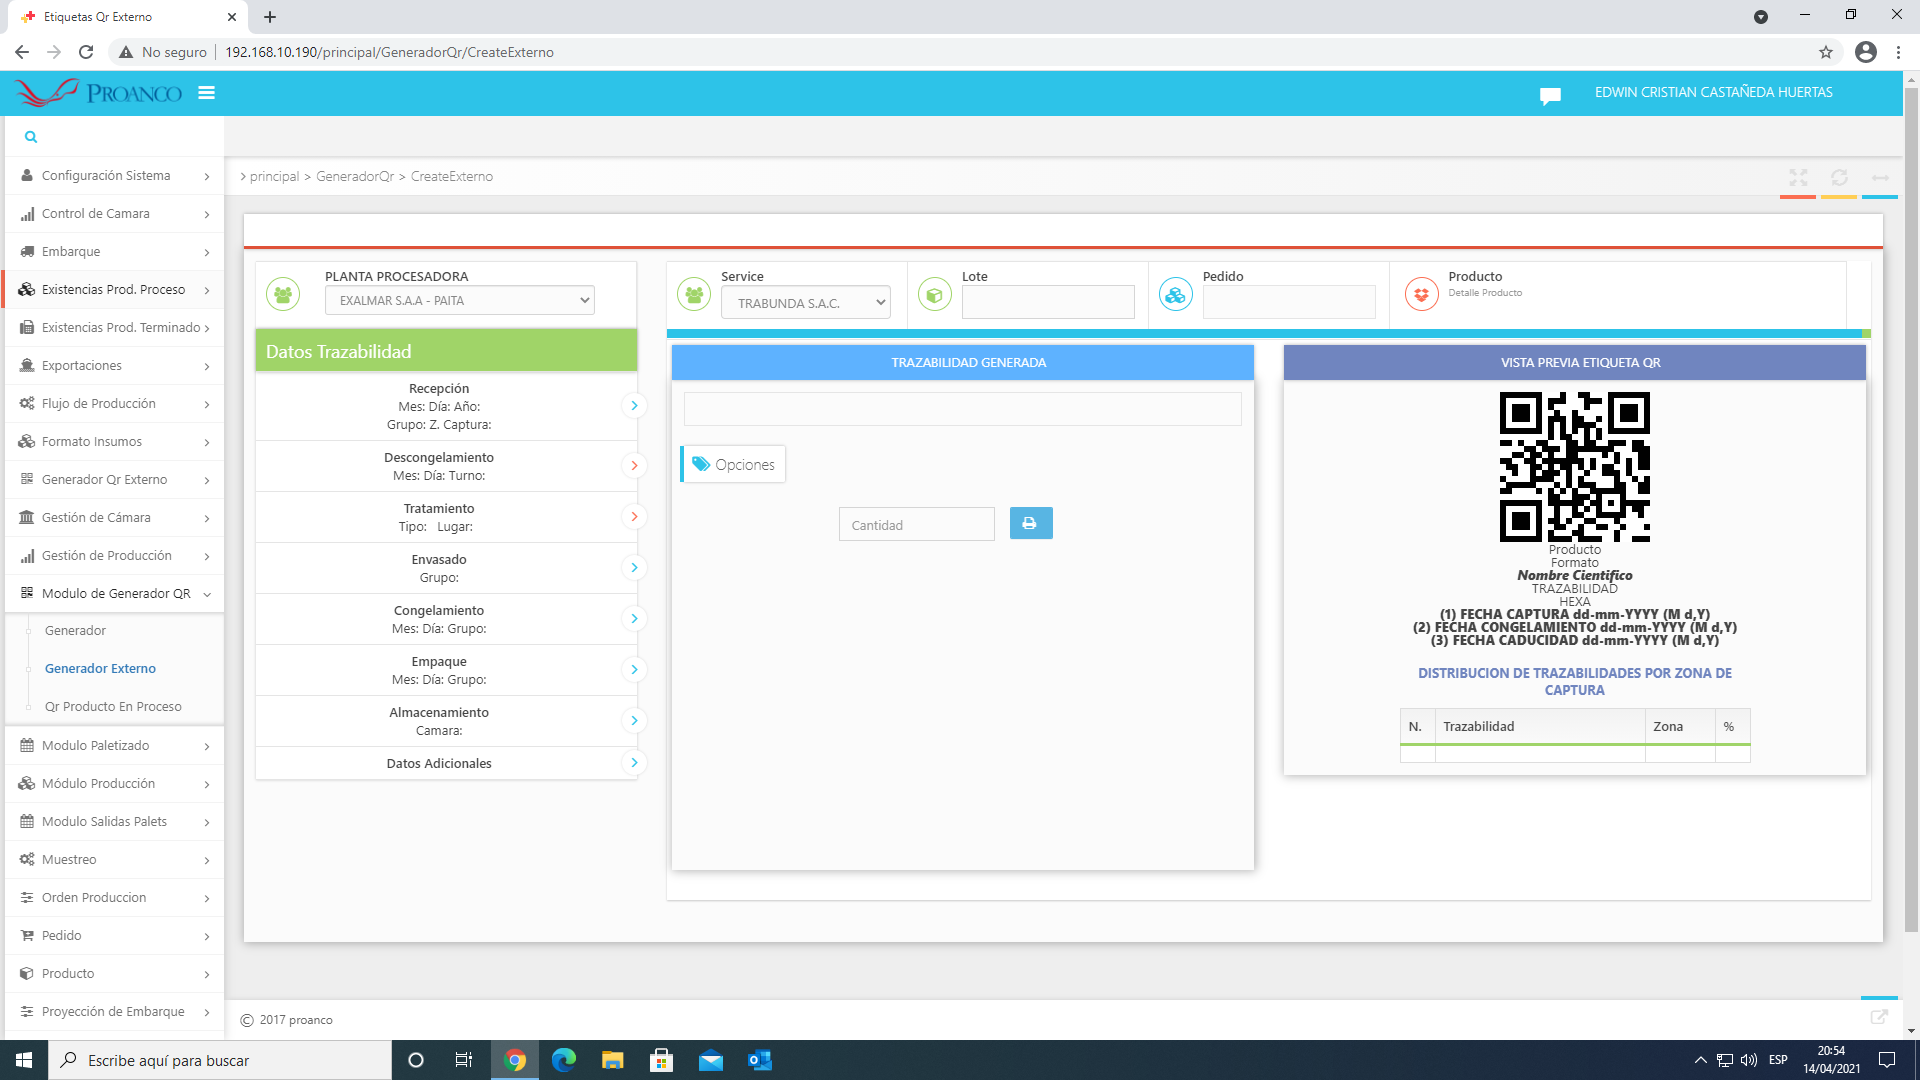 Etiquetas Qr Externo
No seguro
192.168.10.190/principal/GeneradorQr/CreateExterno
PROANCO
EDWIN CRISTIAN CASTAÑEDA HUERTAS
principal > GeneradorQr > CreateExterno
Configuración Sistema
Control de Camara
Embarque
Existencias Prod. Proceso
Existencias Prod. Terminado
Exportaciones
Flujo de Producción
Formato Insumos
Generador Qr Externo
Gestión de Cámara
Gestión de Producción
Modulo de Generador QR
Generador
Generador Externo
Qr Producto En Proceso
Modulo Paletizado
Módulo Producción
Modulo Salidas Palets
Muestreo
Orden Produccion
Pedido
Producto
Proyección de Embarque
PLANTA PROCESADORA
EXALMAR S.A.A - PAITA
Datos Trazabilidad
Recepción
Mes: Día: Año:
Grupo: Z. Captura:
Descongelamiento
Mes: Día: Turno:
Tratamiento
Tipo: Lugar:
Envasado
Grupo:
Congelamiento
Mes: Día: Grupo:
Empaque
Mes: Día: Grupo:
Almacenamiento
Camara:
Datos Adicionales
Service
TRABUNDA S.A.C.
Lote
Pedido
Producto
Detalle Producto
TRAZABILIDAD GENERADA
Opciones
Cantidad
VISTA PREVIA ETIQUETA QR
Producto
Formato
Nombre Cientifico
TRAZABILIDAD
HEXA
(1) FECHA CAPTURA dd-mm-YYYY (M d,Y)
(2) FECHA CONGELAMIENTO dd-mm-YYYY (M d,Y)
(3) FECHA CADUCIDAD dd-mm-YYYY (M d,Y)
DISTRIBUCION DE TRAZABILIDADES POR ZONA DE
CAPTURA
N. Trazabilidad Zona %
© 2017 proanco
Escribe aquí para buscar
ESP
20:54
14/04/2021